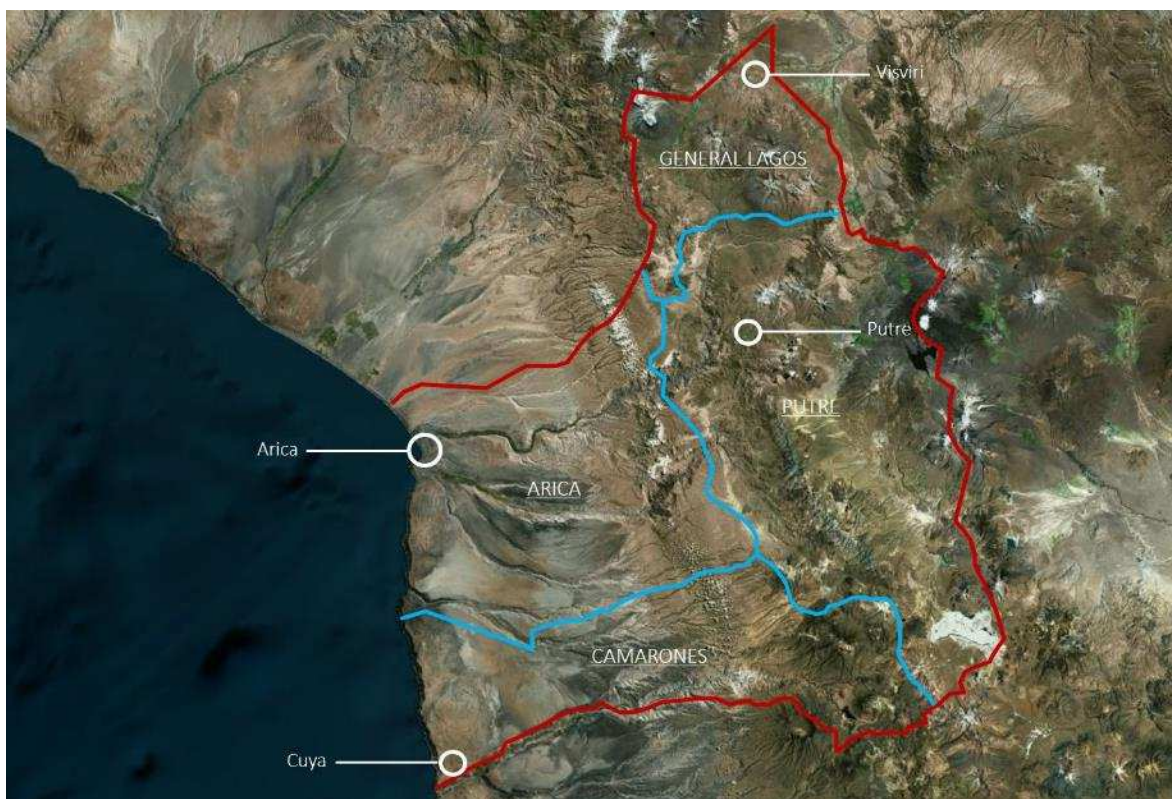 Visviri
GENERAL LAGOS
Putre
PUTRE
Arica
ARICA
CAMARONES
Cuya